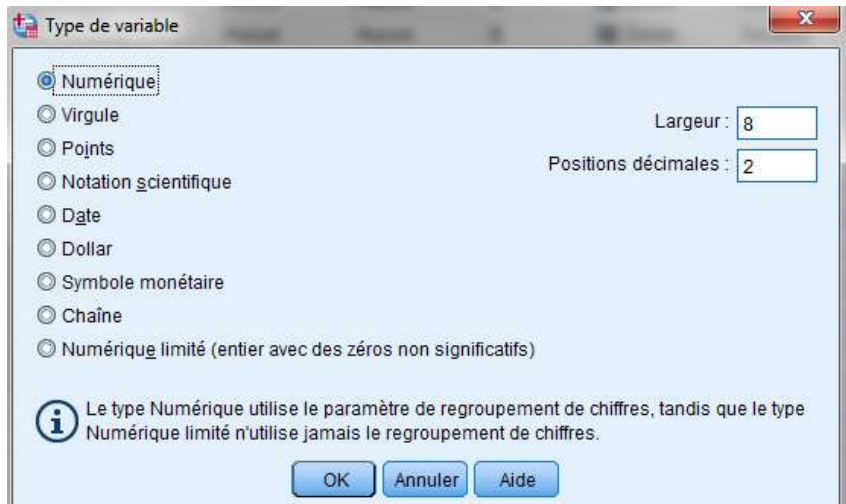 Type de variable
Numérique
Virgule
Points
Notation scientifique
Date
Dollar
Symbole monétaire
Chaîne
Numérique limité (entier avec des zéros non significatifs)
Largeur : 8
Positions décimales : 2
Le type Numérique utilise le paramètre de regroupement de chiffres, tandis que le type
Numérique limité n'utilise jamais le regroupement de chiffres.
OK Annuler Aide